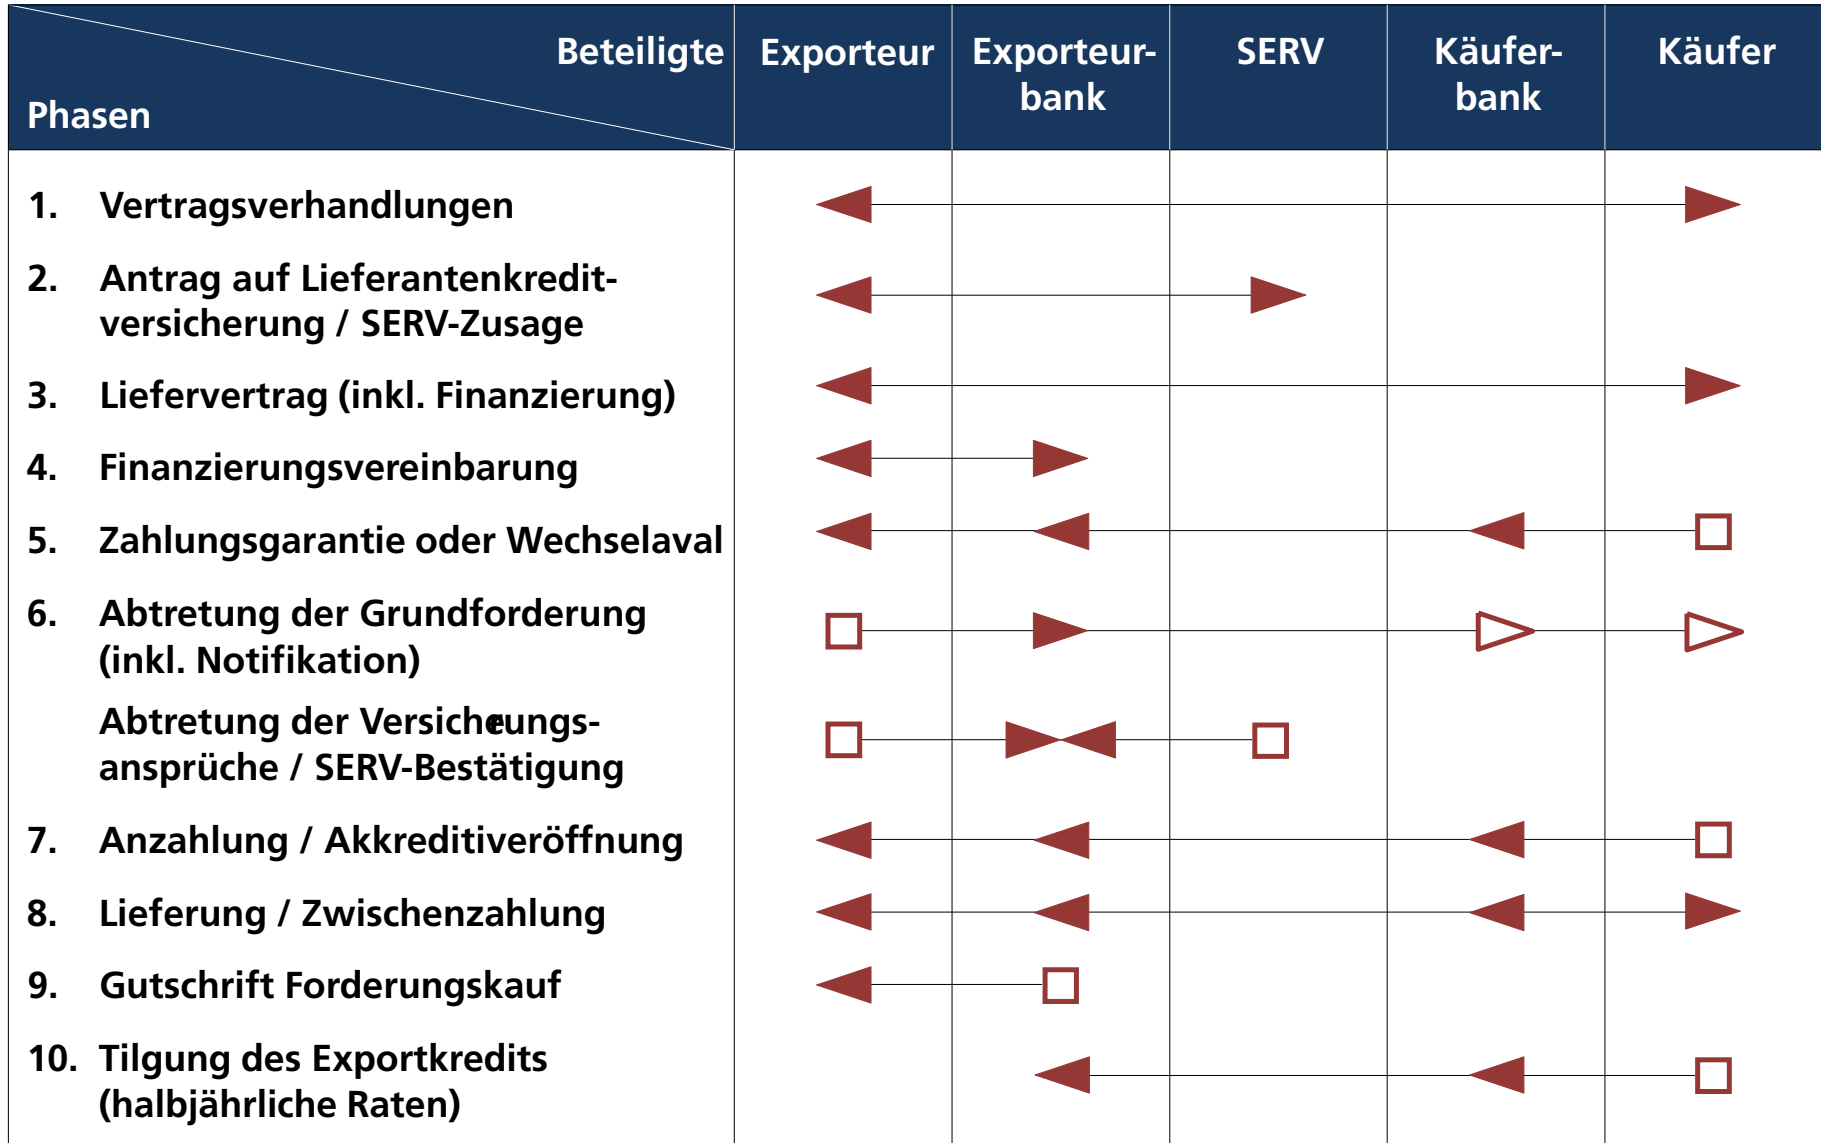 Beteiligte
Phasen
Exporteur
Exporteur-
bank
SERV
Käufer-
bank
Käufer
1. Vertragsverhandlungen
2. Antrag auf Lieferantenkredit-
versicherung / SERV-Zusage
3. Liefervertrag (inkl. Finanzierung)
4. Finanzierungsvereinbarung
5. Zahlungsgarantie oder Wechselaval
6. Abtretung der Grundforderung
(inkl. Notifikation)
Abtretung der Versicherungs-
ansprüche / SERV-Bestätigung
7. Anzahlung / Akkreditiveröffnung
8. Lieferung / Zwischenzahlung
9. Gutschrift Forderungskauf
10. Tilgung des Exportkredits
(halbjährliche Raten)